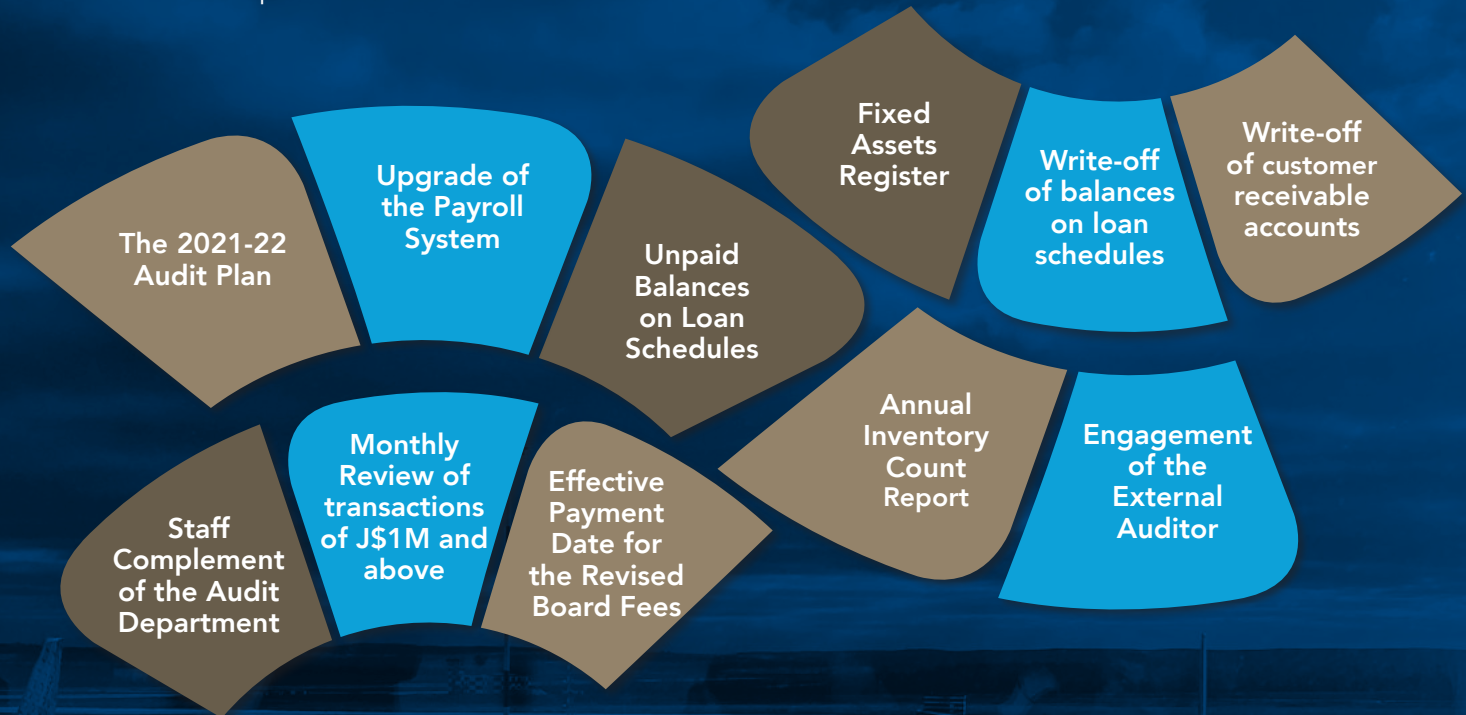 The 2021-22
Audit Plan
Upgrade of
the Payroll
System
Unpaid
Balances
on Loan
Schedules
Fixed
Assets
Register
Write-off
of balances
on loan
schedules
Write-off
of customer
receivable
accounts
Staff
Complement
of the Audit
Department
Monthly
Review of
transactions
of J$1M and
above
Effective
Payment
Date for
the Revised
Board Fees
Annual
Inventory
Count
Report
Engagement
of the
External
Auditor